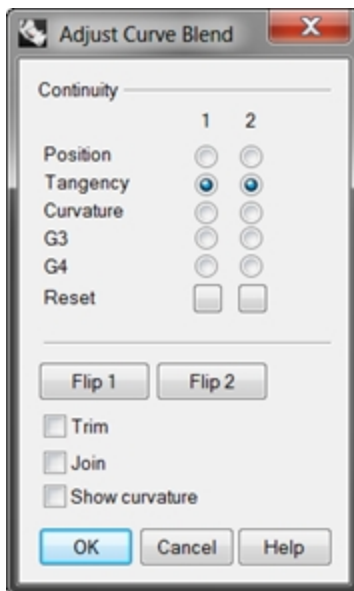 Adjust Curve Blend
Continuity
1 2
Position
Tangency
Curvature
G3
G4
Reset
Flip 1 Flip 2
Trim
Join
Show curvature
OK Cancel Help